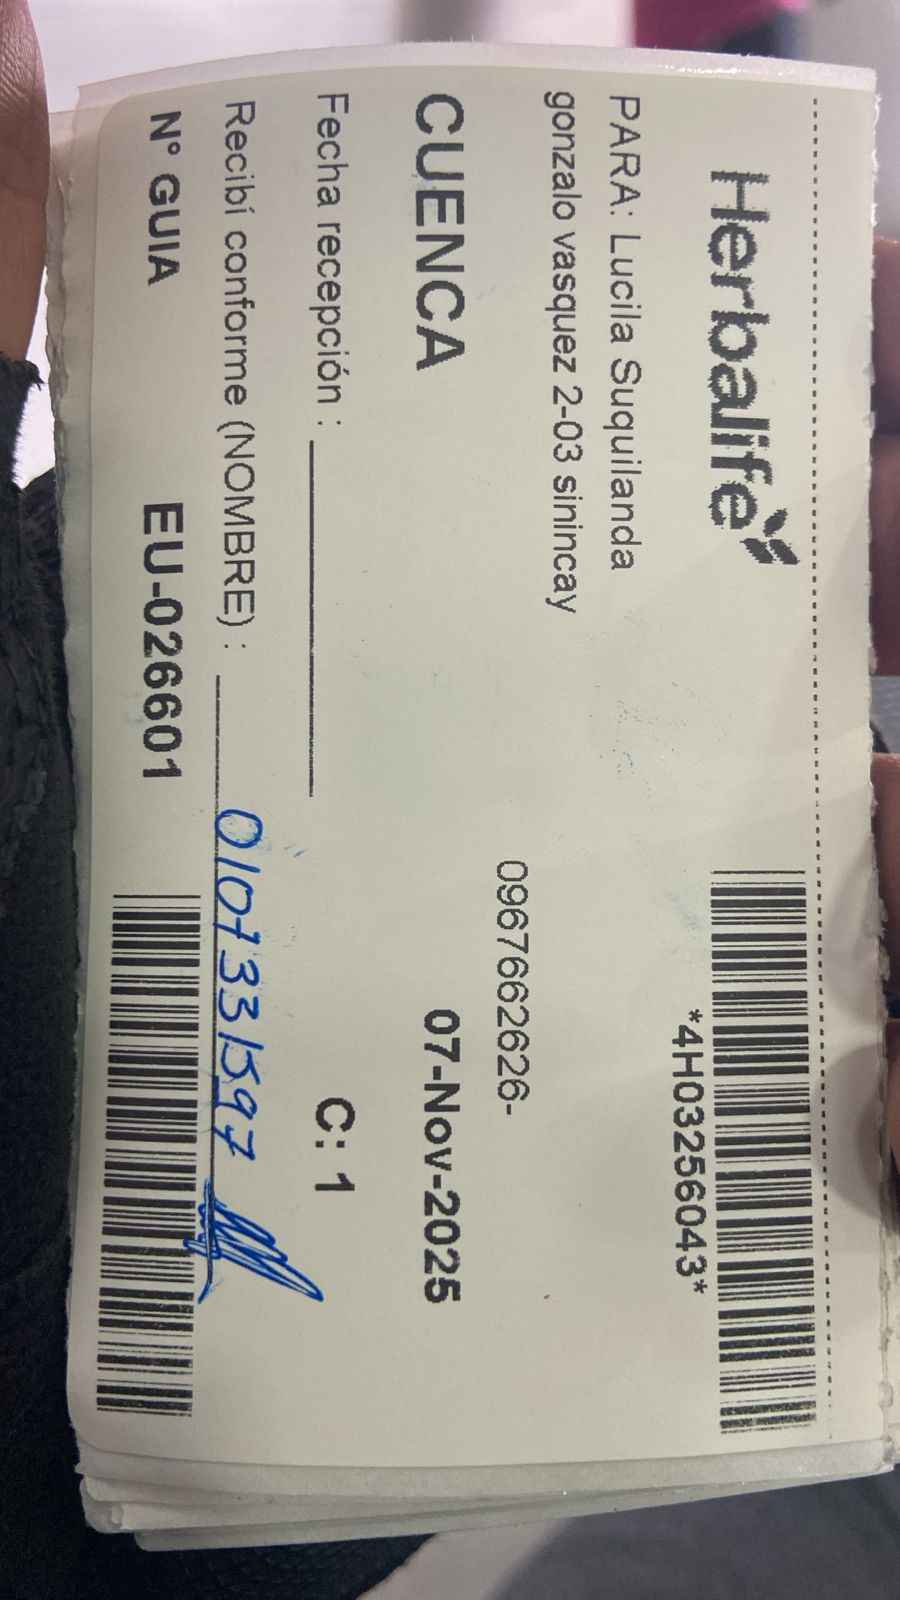 Herbalife
*4H03256043*
PARA: Lucila Suquilanda
gonzalo vasquez 2-03 sinincay
0967662626-
CUENCA 07-Nov-2025
Fecha recepción : C: 1
Recibí conforme (NOMBRE) : 0107331597
N° GUIA EU-026601